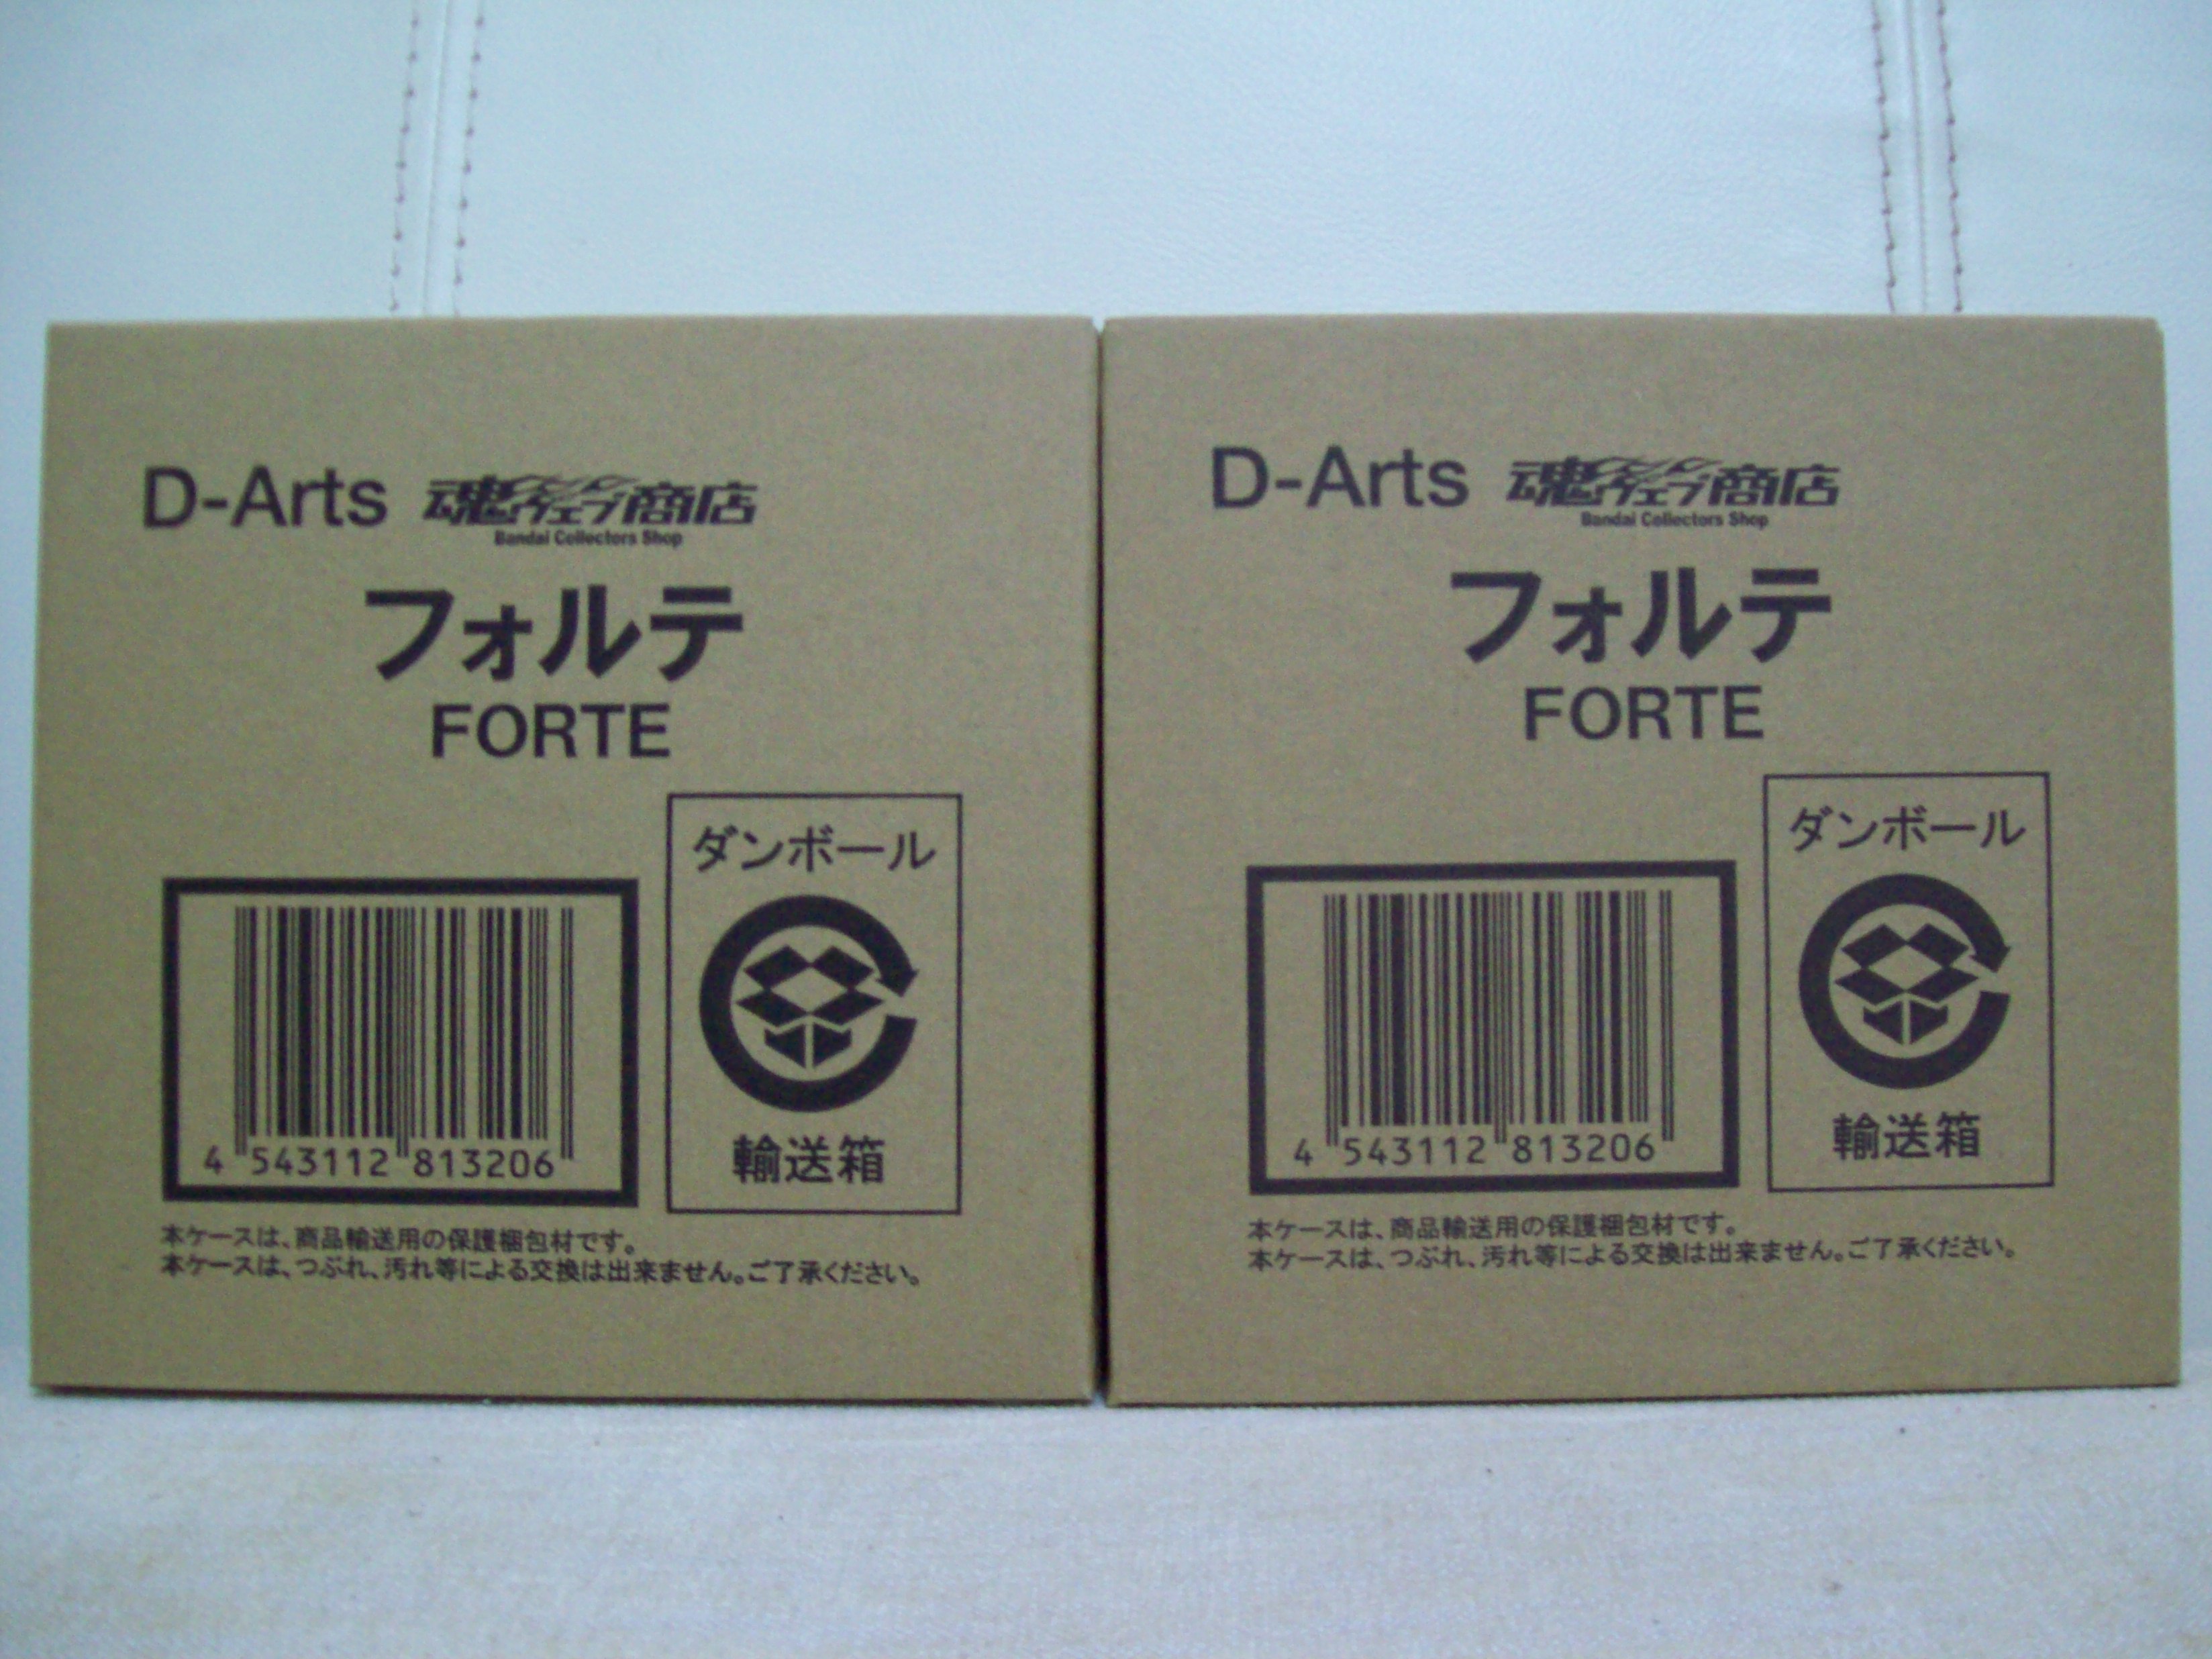 D-Arts 魂ウェブ商店
Bandai Collectors Shop
フォルテ
FORTE
ダンボール
輸送箱
4 543112 813206
本ケースは、商品輸送用の保護梱包材です。
本ケースは、つぶれ、汚れ等による交換は出来ません。ご了承ください。
D-Arts 魂ウェブ商店
Bandai Collectors Shop
フォルテ
FORTE
ダンボール
輸送箱
4 543112 813206
本ケースは、商品輸送用の保護梱包材です。
本ケースは、つぶれ、汚れ等による交換は出来ません。ご了承ください。